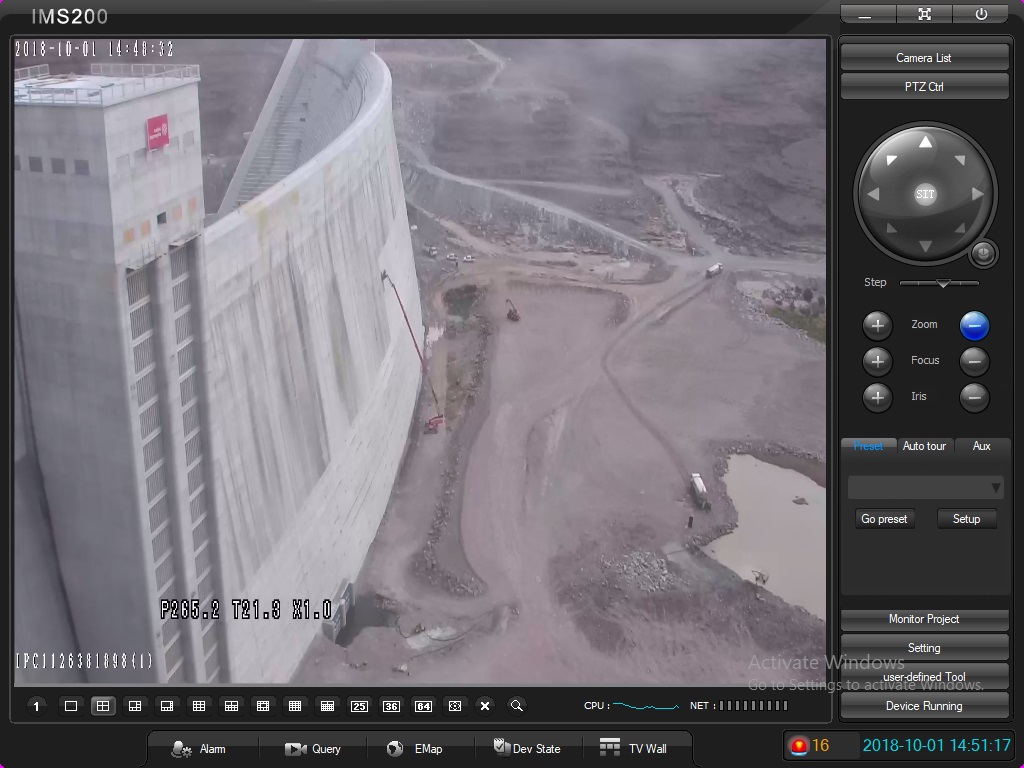 IMS200
2018-10-01 14:48:32
Camera List
PTZ Ctrl
SIT
Step
Zoom
Focus
Iris
Preset Auto tour Aux
Go preset Setup
P265.2 T21.3 X1.0
IPC1126381898(1)
Monitor Project
Setting
Activate Windows
user-defined Tool
Go to Settings to activate Windows.
Device Running
1 25 36 64 CPU : NET :
Alarm Query EMap Dev State TV Wall 16 2018-10-01 14:51:17